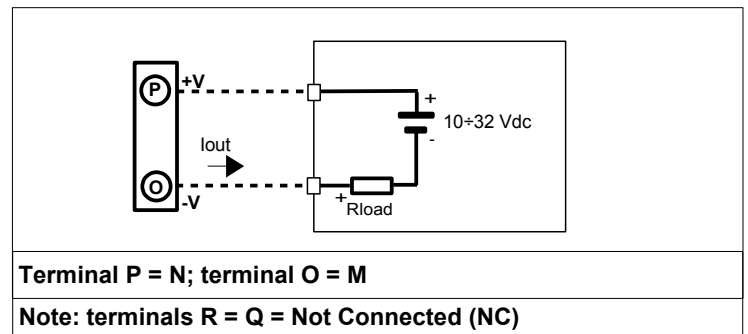 P
+V
+
10÷32 Vdc
-
Iout
O
-V
+
Rload
Terminal P = N; terminal O = M
Note: terminals R = Q = Not Connected (NC)